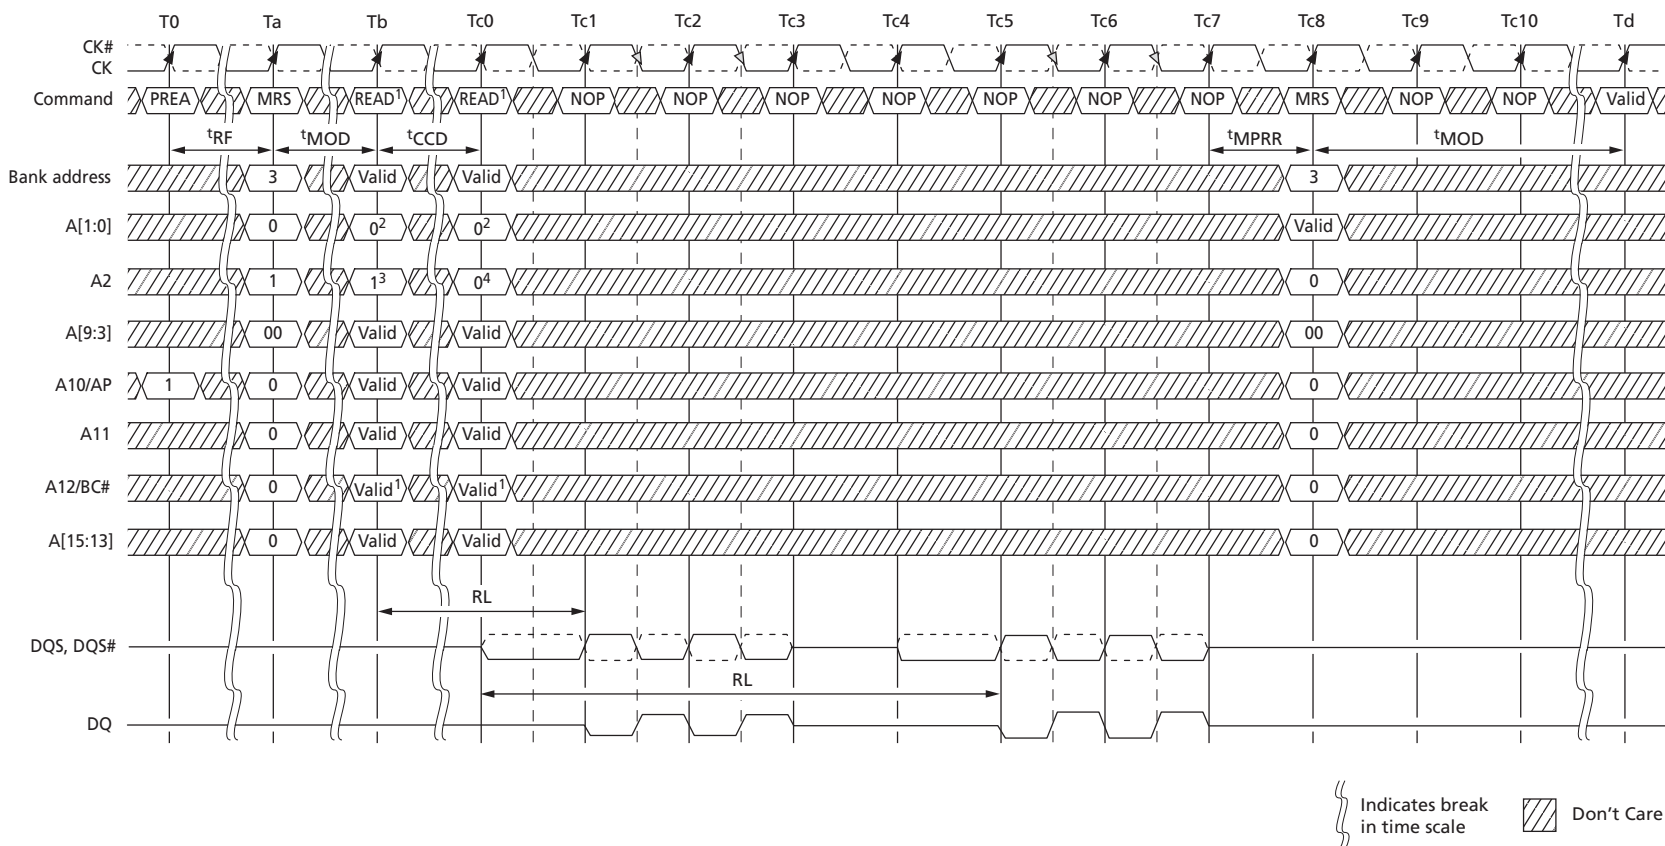 T0 Ta Tb Tc0 Tc1 Tc2 Tc3 Tc4 Tc5 Tc6 Tc7 Tc8 Tc9 Tc10 Td
CK#
CK
Command PREA MRS READ¹ READ¹ NOP NOP NOP NOP NOP NOP NOP MRS NOP NOP Valid
tRF tMOD tCCD tMPRR tMOD
Bank address 3 Valid Valid 3
A[1:0] 0 0² 0² Valid
A2 1 1³ 0⁴ 0
A[9:3] 00 Valid Valid 00
A10/AP 1 0 Valid Valid 0
A11 0 Valid Valid 0
A12/BC# 0 Valid¹ Valid¹ 0
A[15:13] 0 Valid Valid 0
RL
DQS, DQS#
RL
DQ
Indicates break
in time scale
Don't Care